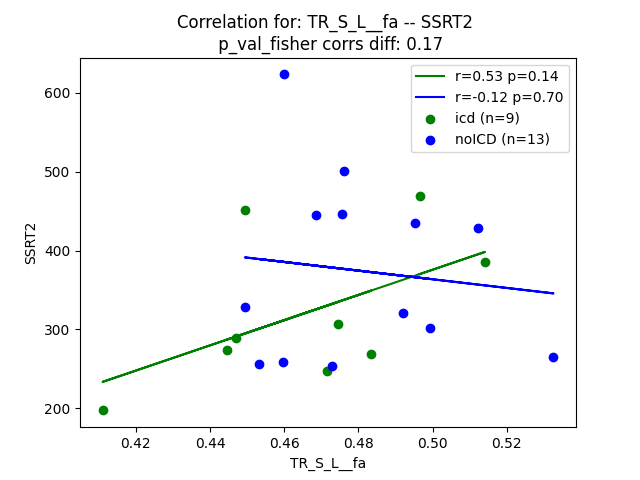 Correlation for: TR_S_L__fa -- SSRT2
p_val_fisher corrs diff: 0.17
r=0.53 p=0.14
r=-0.12 p=0.70
icd (n=9)
noICD (n=13)
600
500
400
300
200
SSRT2
0.42 0.44 0.46 0.48 0.50 0.52
TR_S_L__fa